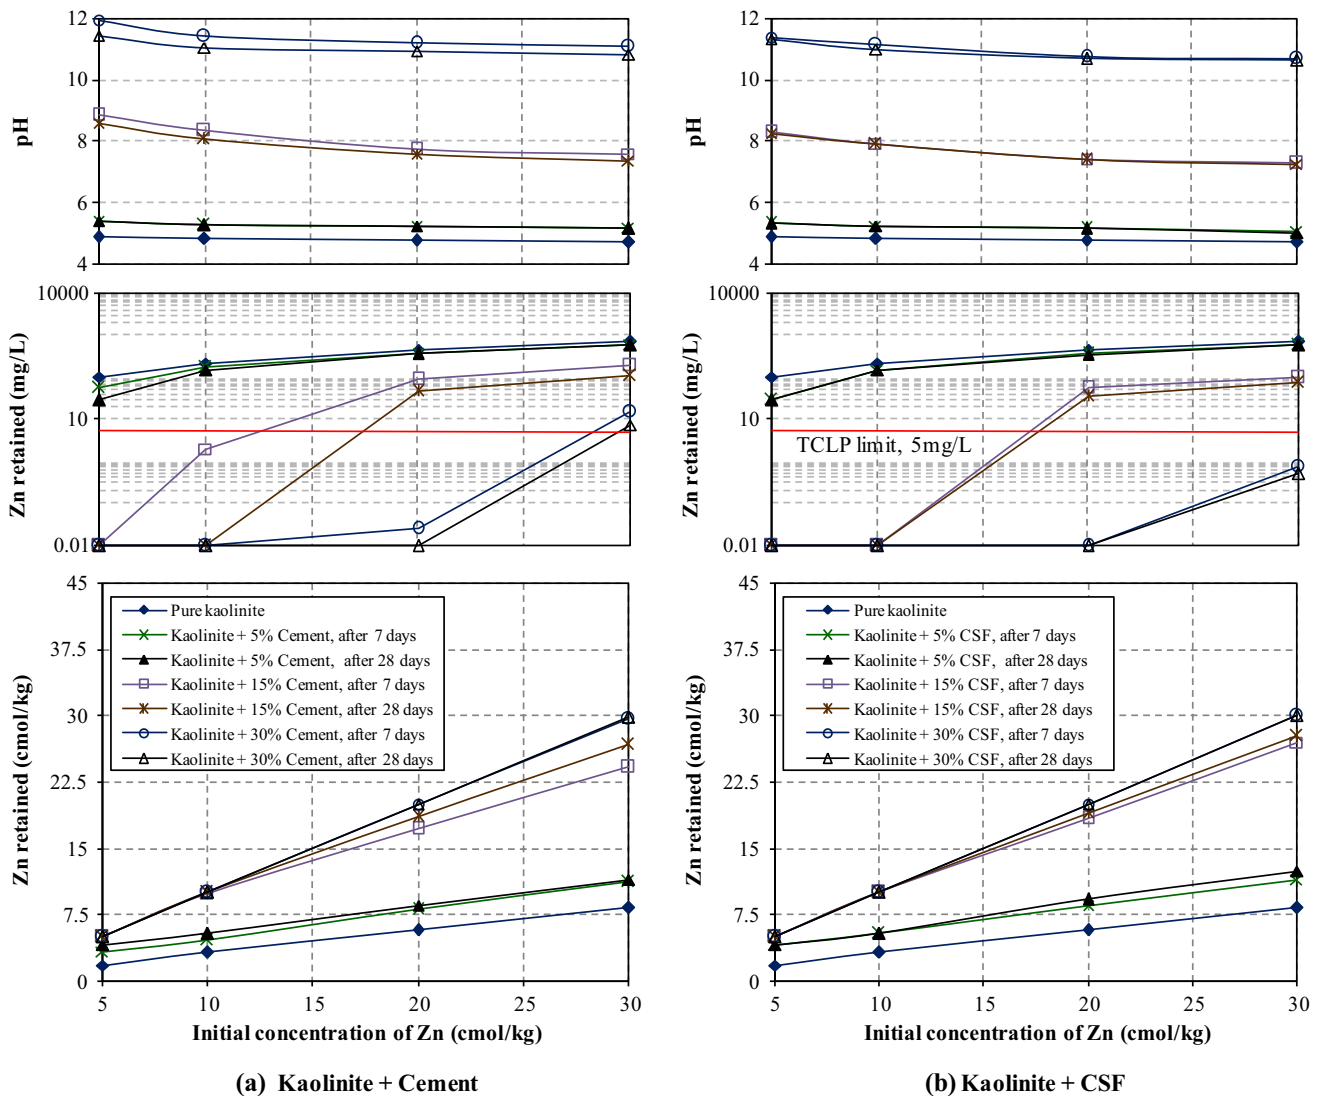 12
10
8
6
4
pH
10000
10
0.01
Zn retained (mg/L)
45
37.5
30
22.5
15
7.5
0
Zn retained (cmol/kg)
Pure kaolinite
Kaolinite + 5% Cement, after 7 days
Kaolinite + 5% Cement, after 28 days
Kaolinite + 15% Cement, after 7 days
Kaolinite + 15% Cement, after 28 days
Kaolinite + 30% Cement, after 7 days
Kaolinite + 30% Cement, after 28 days
5 10 15 20 25 30
Initial concentration of Zn (cmol/kg)
(a) Kaolinite + Cement
12
10
8
6
4
pH
10000
10
0.01
Zn retained (mg/L)
TCLP limit, 5mg/L
45
37.5
30
22.5
15
7.5
0
Zn retained (cmol/kg)
Pure kaolinite
Kaolinite + 5% CSF, after 7 days
Kaolinite + 5% CSF, after 28 days
Kaolinite + 15% CSF, after 7 days
Kaolinite + 15% CSF, after 28 days
Kaolinite + 30% CSF, after 7 days
Kaolinite + 30% CSF, after 28 days
5 10 15 20 25 30
Initial concentration of Zn (cmol/kg)
(b) Kaolinite + CSF